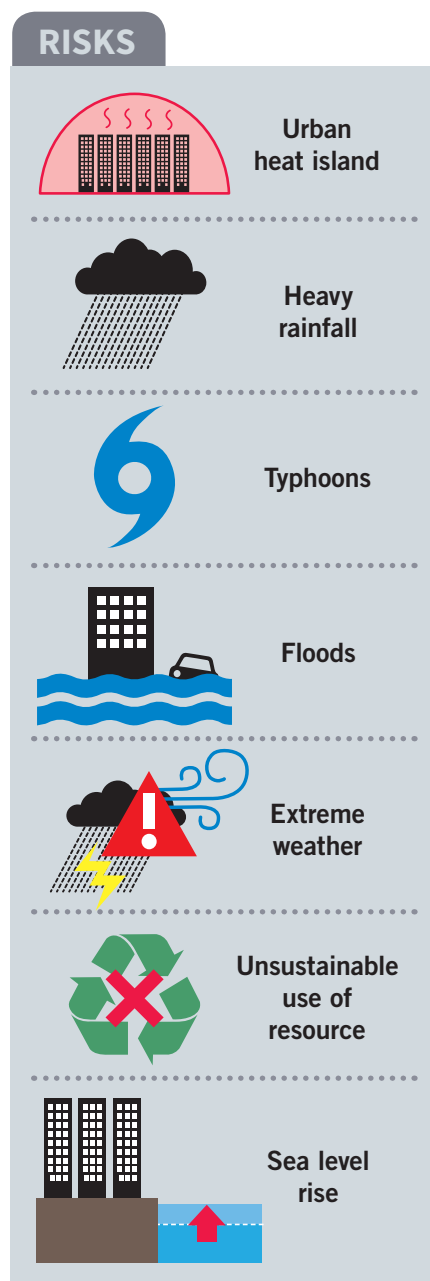 RISKS
Urban
heat island
Heavy
rainfall
Typhoons
Floods
Extreme
weather
Unsustainable
use of
resource
Sea level
rise